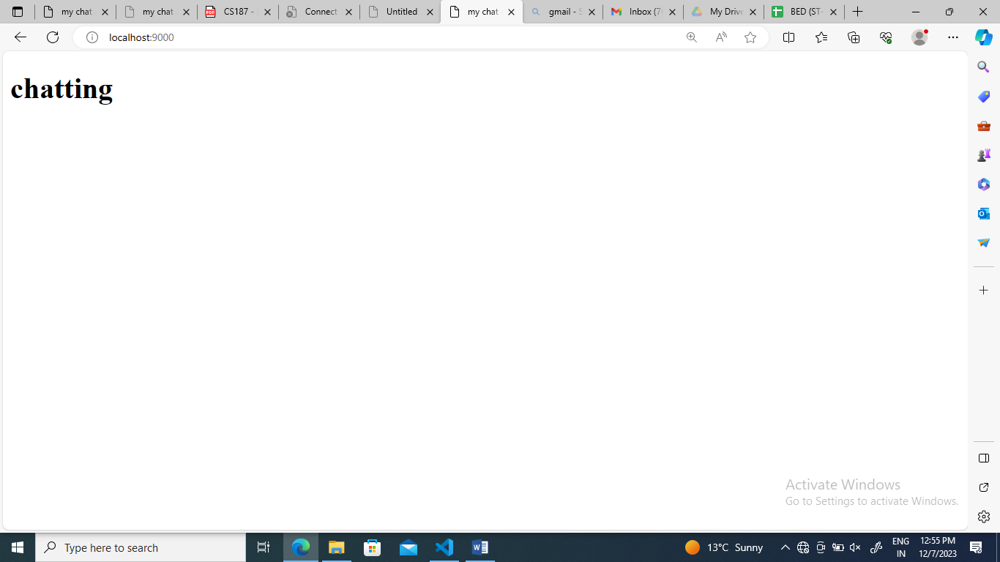 my chat
my chat
PDF
CS187 -
Connect
Untitled
my chat
gmail - S
Inbox (7
My Drive
BED (ST-
localhost:9000
chatting
Activate Windows
Go to Settings to activate Windows.
Type here to search
13°C Sunny
ENG
IN
12:55 PM
12/7/2023